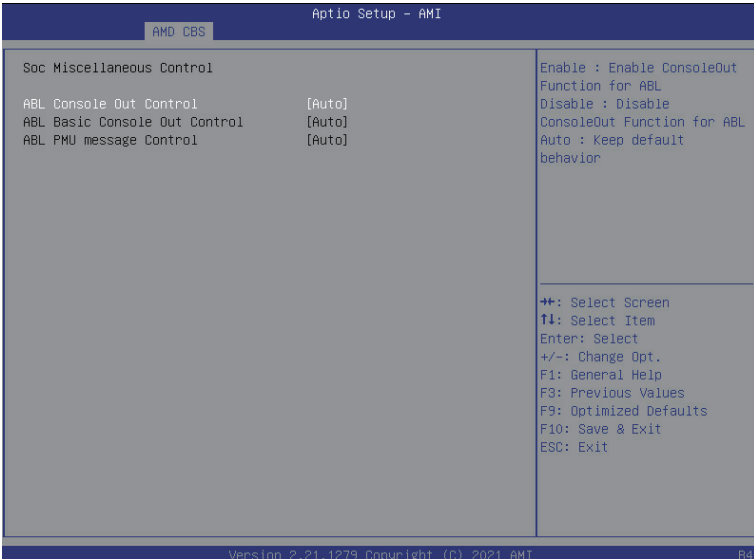 Aptio Setup – AMI
AMD CBS
Soc Miscellaneous Control
ABL Console Out Control [Auto]
ABL Basic Console Out Control [Auto]
ABL PMU message Control [Auto]
Enable : Enable ConsoleOut
Function for ABL
Disable : Disable
ConsoleOut Function for ABL
Auto : Keep default
behavior
→←: Select Screen
↑↓: Select Item
Enter: Select
+/-: Change Opt.
F1: General Help
F3: Previous Values
F9: Optimized Defaults
F10: Save & Exit
ESC: Exit
Version 2.21.1279 Copyright (C) 2021 AMI
B4